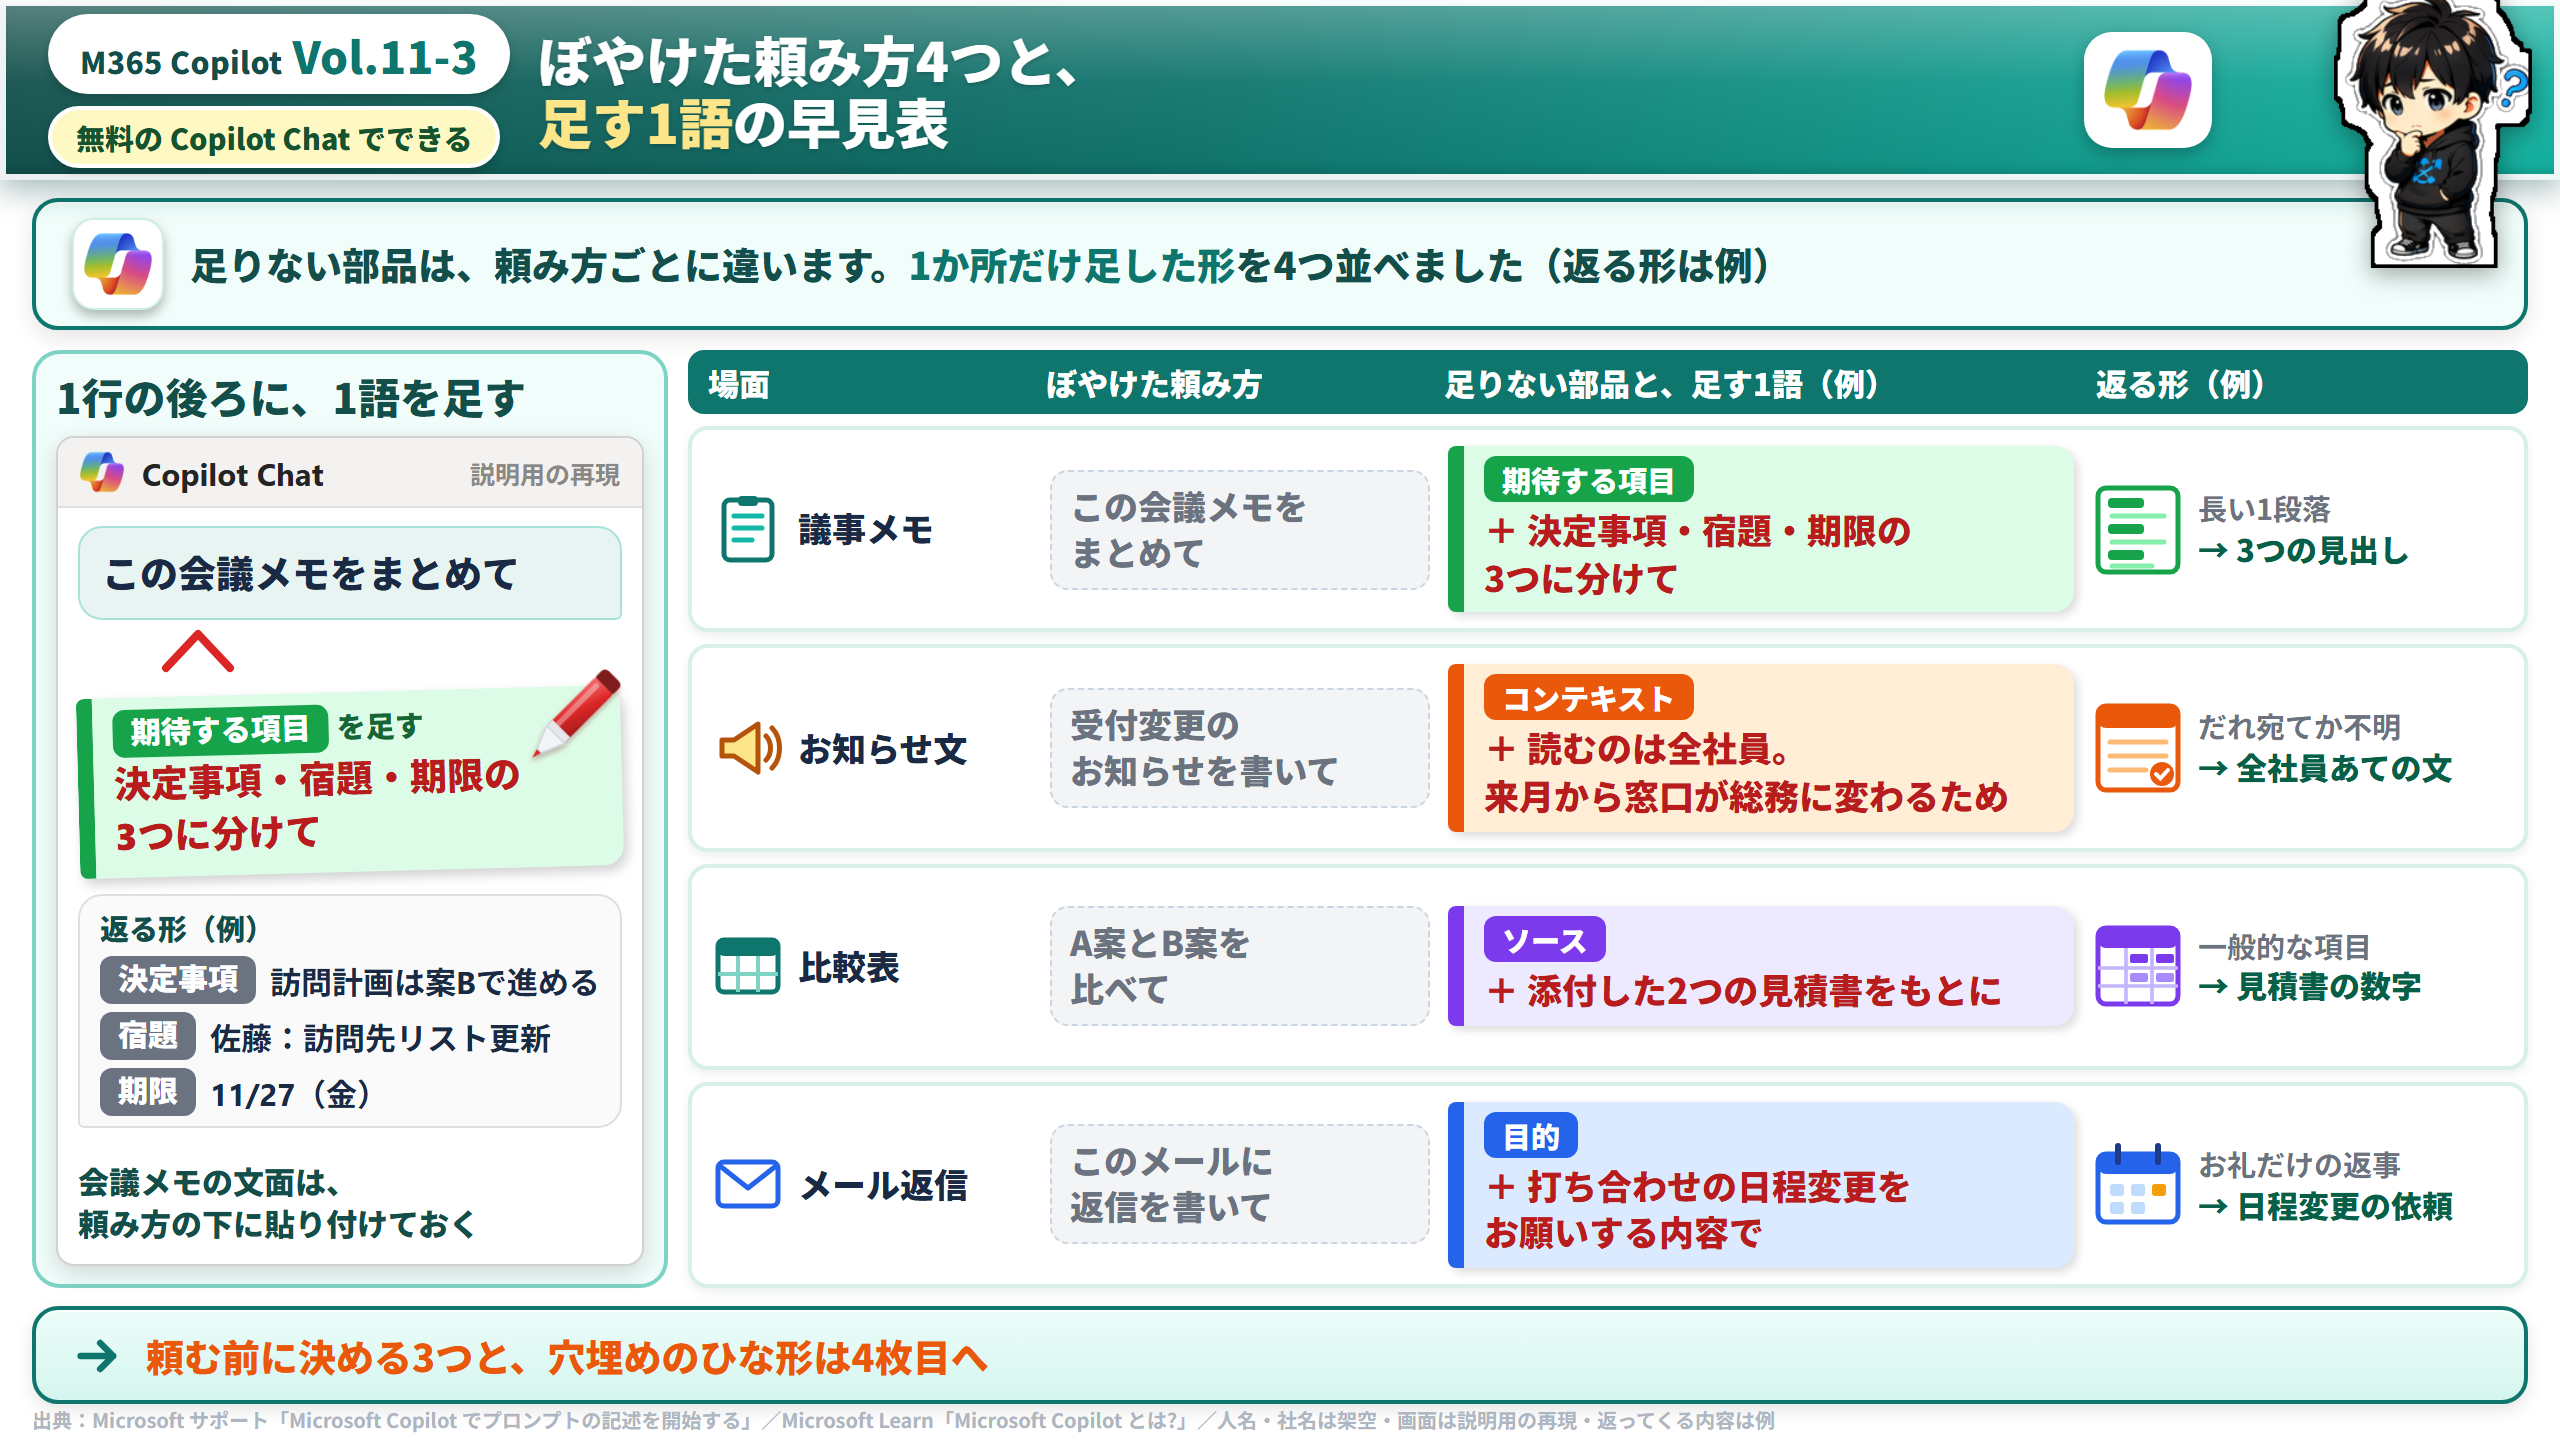 M365 Copilot Vol.11-3
無料の Copilot Chat でできる
ぼやけた頼み方4つと、
足す1語の早見表
?
足りない部品は、頼み方ごとに違います。1か所だけ足した形を4つ並べました（返る形は例）
1行の後ろに、1語を足す
Copilot Chat
説明用の再現
この会議メモをまとめて
期待する項目 を足す
決定事項・宿題・期限の
3つに分けて
返る形（例）
決定事項 訪問計画は案Bで進める
宿題 佐藤：訪問先リスト更新
期限 11/27（金）
会議メモの文面は、
頼み方の下に貼り付けておく
場面
ぼやけた頼み方
足りない部品と、足す1語（例）
返る形（例）
議事メモ
この会議メモを
まとめて
期待する項目
＋ 決定事項・宿題・期限の
3つに分けて
長い1段落
→ 3つの見出し
お知らせ文
受付変更の
お知らせを書いて
コンテキスト
＋ 読むのは全社員。
来月から窓口が総務に変わるため
だれ宛てか不明
→ 全社員あての文
比較表
A案とB案を
比べて
ソース
＋ 添付した2つの見積書をもとに
一般的な項目
→ 見積書の数字
メール返信
このメールに
返信を書いて
目的
＋ 打ち合わせの日程変更を
お願いする内容で
お礼だけの返事
→ 日程変更の依頼
→ 頼む前に決める3つと、穴埋めのひな形は4枚目へ
出典：Microsoft サポート「Microsoft Copilot でプロンプトの記述を開始する」／Microsoft Learn「Microsoft Copilot とは?」／人名・社名は架空・画面は説明用の再現・返ってくる内容は例